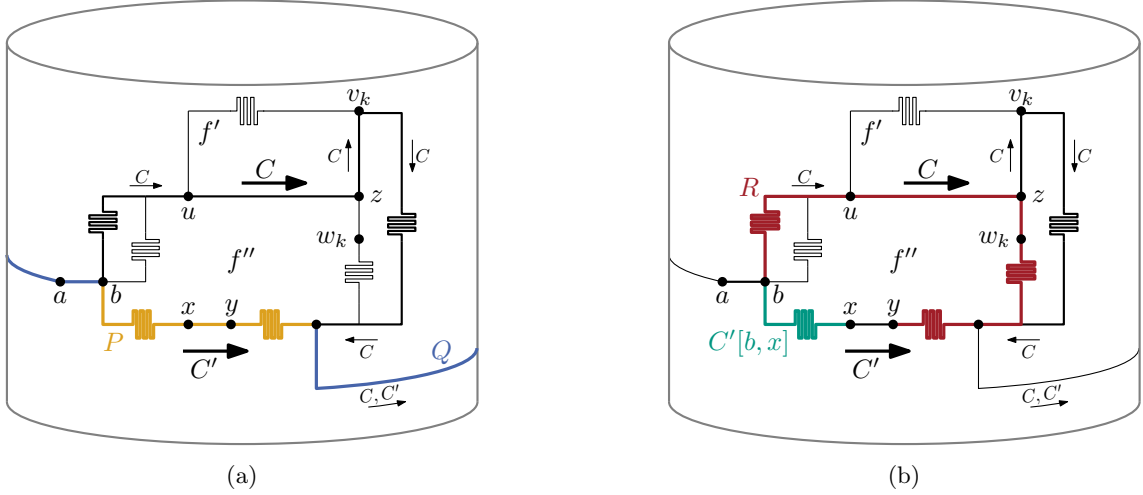 v_k v_k
f′ f′
C C C C
C C R C C
u z u z
w_k w_k
f″ f″
a b a b
x y x y
P Q C′[b, x]
C′ C C′ C
C, C′ C, C′
(a) (b)